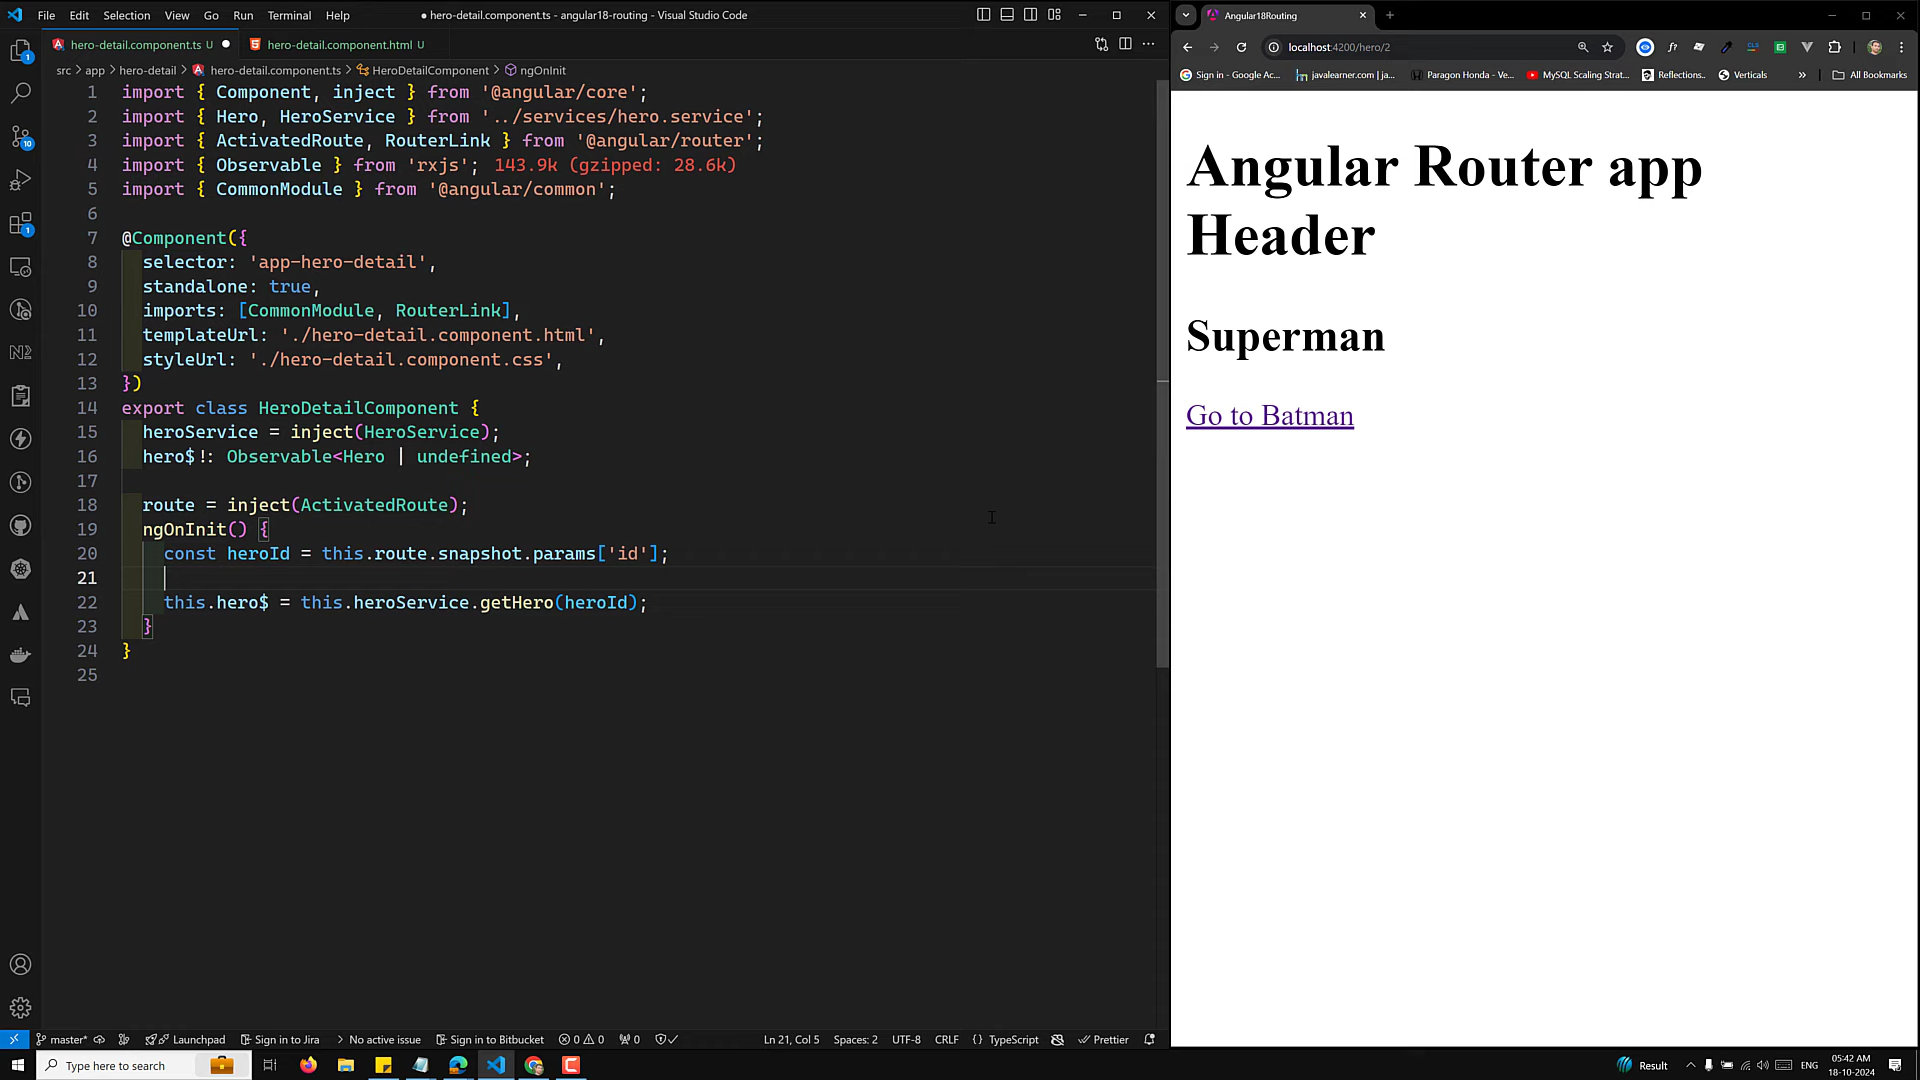 File Edit Selection View Go Run Terminal Help
● hero-detail.component.ts - angular18-routing - Visual Studio Code
hero-detail.component.ts U ●
hero-detail.component.html U
src > app > hero-detail > hero-detail.component.ts > HeroDetailComponent > ngOnInit
1 import { Component, inject } from '@angular/core';
2 import { Hero, HeroService } from '../services/hero.service';
3 import { ActivatedRoute, RouterLink } from '@angular/router';
4 import { Observable } from 'rxjs'; 143.9k (gzipped: 28.6k)
5 import { CommonModule } from '@angular/common';
6
7 @Component({
8 selector: 'app-hero-detail',
9 standalone: true,
10 imports: [CommonModule, RouterLink],
11 templateUrl: './hero-detail.component.html',
12 styleUrl: './hero-detail.component.css',
13 })
14 export class HeroDetailComponent {
15 heroService = inject(HeroService);
16 hero$!: Observable<Hero | undefined>;
17
18 route = inject(ActivatedRoute);
19 ngOnInit() {
20 const heroId = this.route.snapshot.params['id'];
21
22 this.hero$ = this.heroService.getHero(heroId);
23 }
24 }
25
master* Launchpad Sign in to Jira No active issue Sign in to Bitbucket 0 0 0 Ln 21, Col 5 Spaces: 2 UTF-8 CRLF {} TypeScript Prettier
Angular18Routing
localhost:4200/hero/2
Sign in - Google Ac... javalearner.com | ja... Paragon Honda - Ve... MySQL Scaling Strat... Reflections.. Verticals » All Bookmarks
Angular Router app
Header
Superman
Go to Batman
Type here to search
Result
ENG
05:42 AM
18-10-2024
1
10
1
N2
f?
CLS